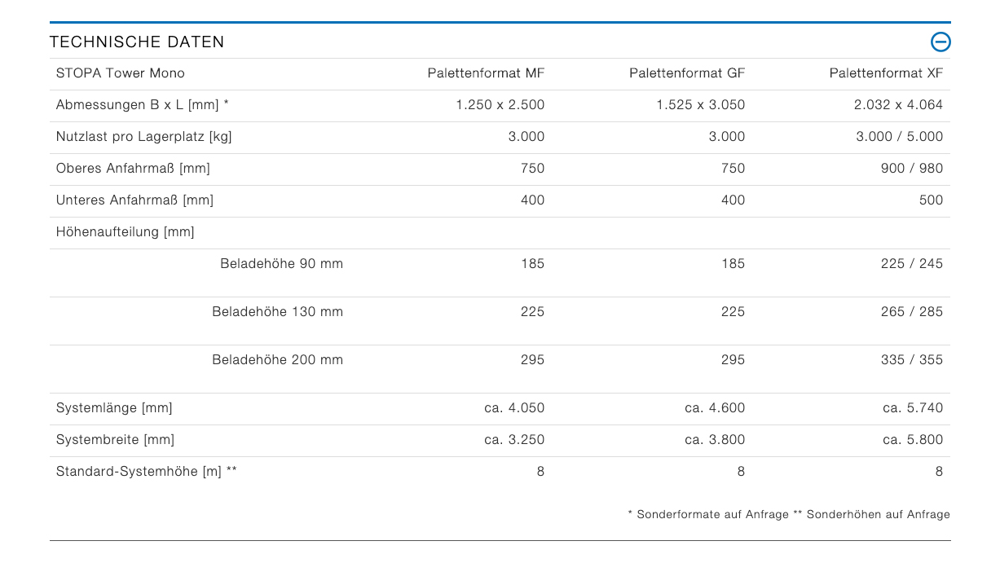 TECHNISCHE DATEN
STOPA Tower Mono Palettenformat MF Palettenformat GF Palettenformat XF
Abmessungen B x L [mm] * 1.250 x 2.500 1.525 x 3.050 2.032 x 4.064
Nutzlast pro Lagerplatz [kg] 3.000 3.000 3.000 / 5.000
Oberes Anfahrmaß [mm] 750 750 900 / 980
Unteres Anfahrmaß [mm] 400 400 500
Höhenaufteilung [mm]
Beladehöhe 90 mm 185 185 225 / 245
Beladehöhe 130 mm 225 225 265 / 285
Beladehöhe 200 mm 295 295 335 / 355
Systemlänge [mm] ca. 4.050 ca. 4.600 ca. 5.740
Systembreite [mm] ca. 3.250 ca. 3.800 ca. 5.800
Standard-Systemhöhe [m] ** 8 8 8
* Sonderformate auf Anfrage ** Sonderhöhen auf Anfrage